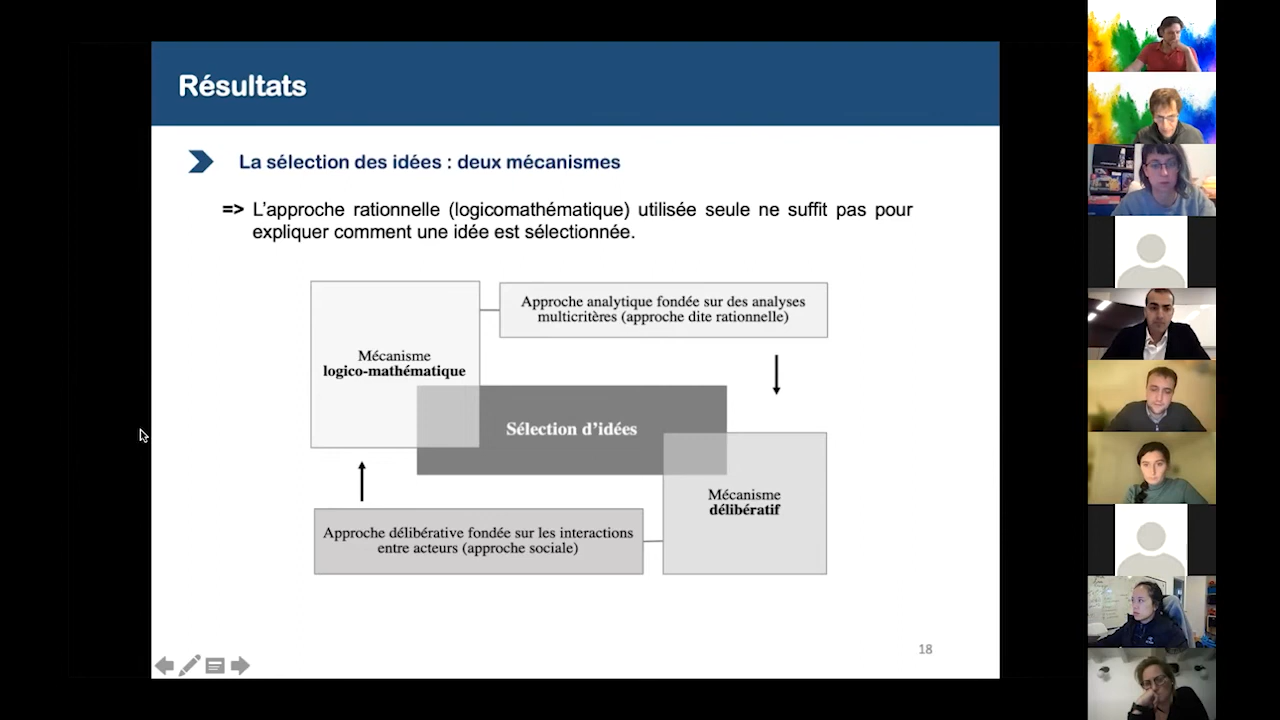 Résultats
La sélection des idées : deux mécanismes
=> L’approche rationnelle (logicomathématique) utilisée seule ne suffit pas pour
expliquer comment une idée est sélectionnée.
Approche analytique fondée sur des analyses
multicritères (approche dite rationnelle)
Mécanisme
logico-mathématique
Sélection d’idées
Mécanisme
délibératif
Approche délibérative fondée sur les interactions
entre acteurs (approche sociale)
18